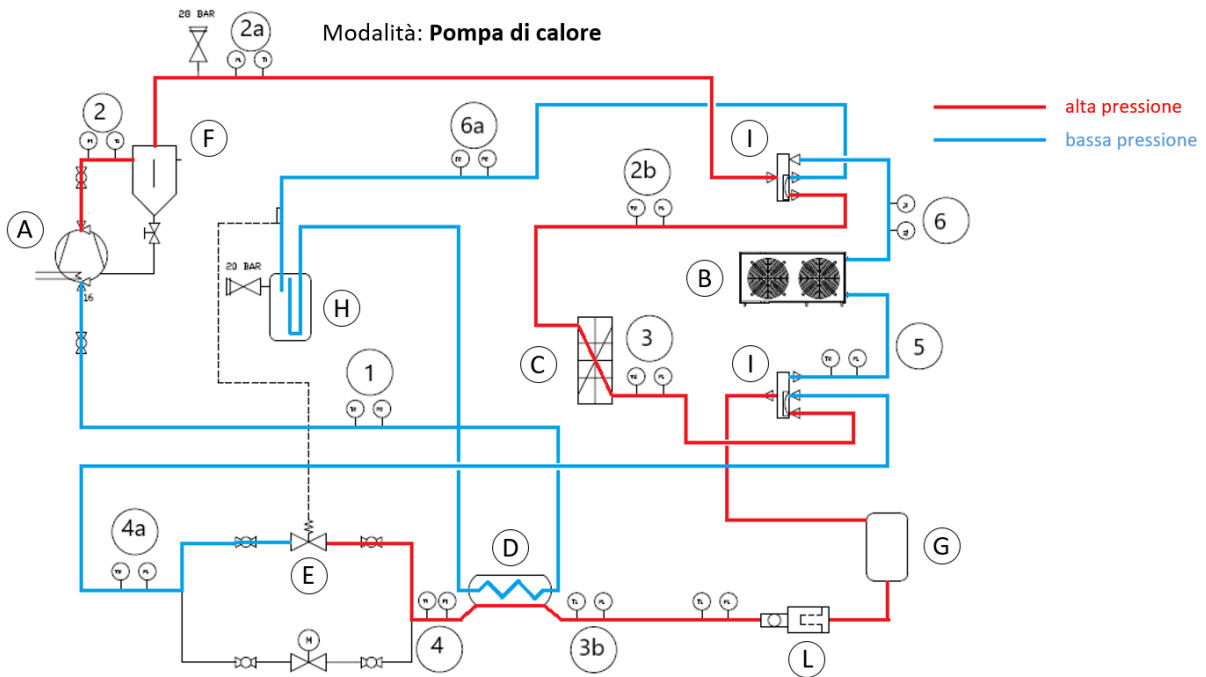 28 BAR
2a
Modalità: Pompa di calore
2
F
6a
I
alta pressione
bassa pressione
2b
A
6
20 BAR
B
16
H
3
C
I
5
1
4a
E
D
G
M
4
3b
L